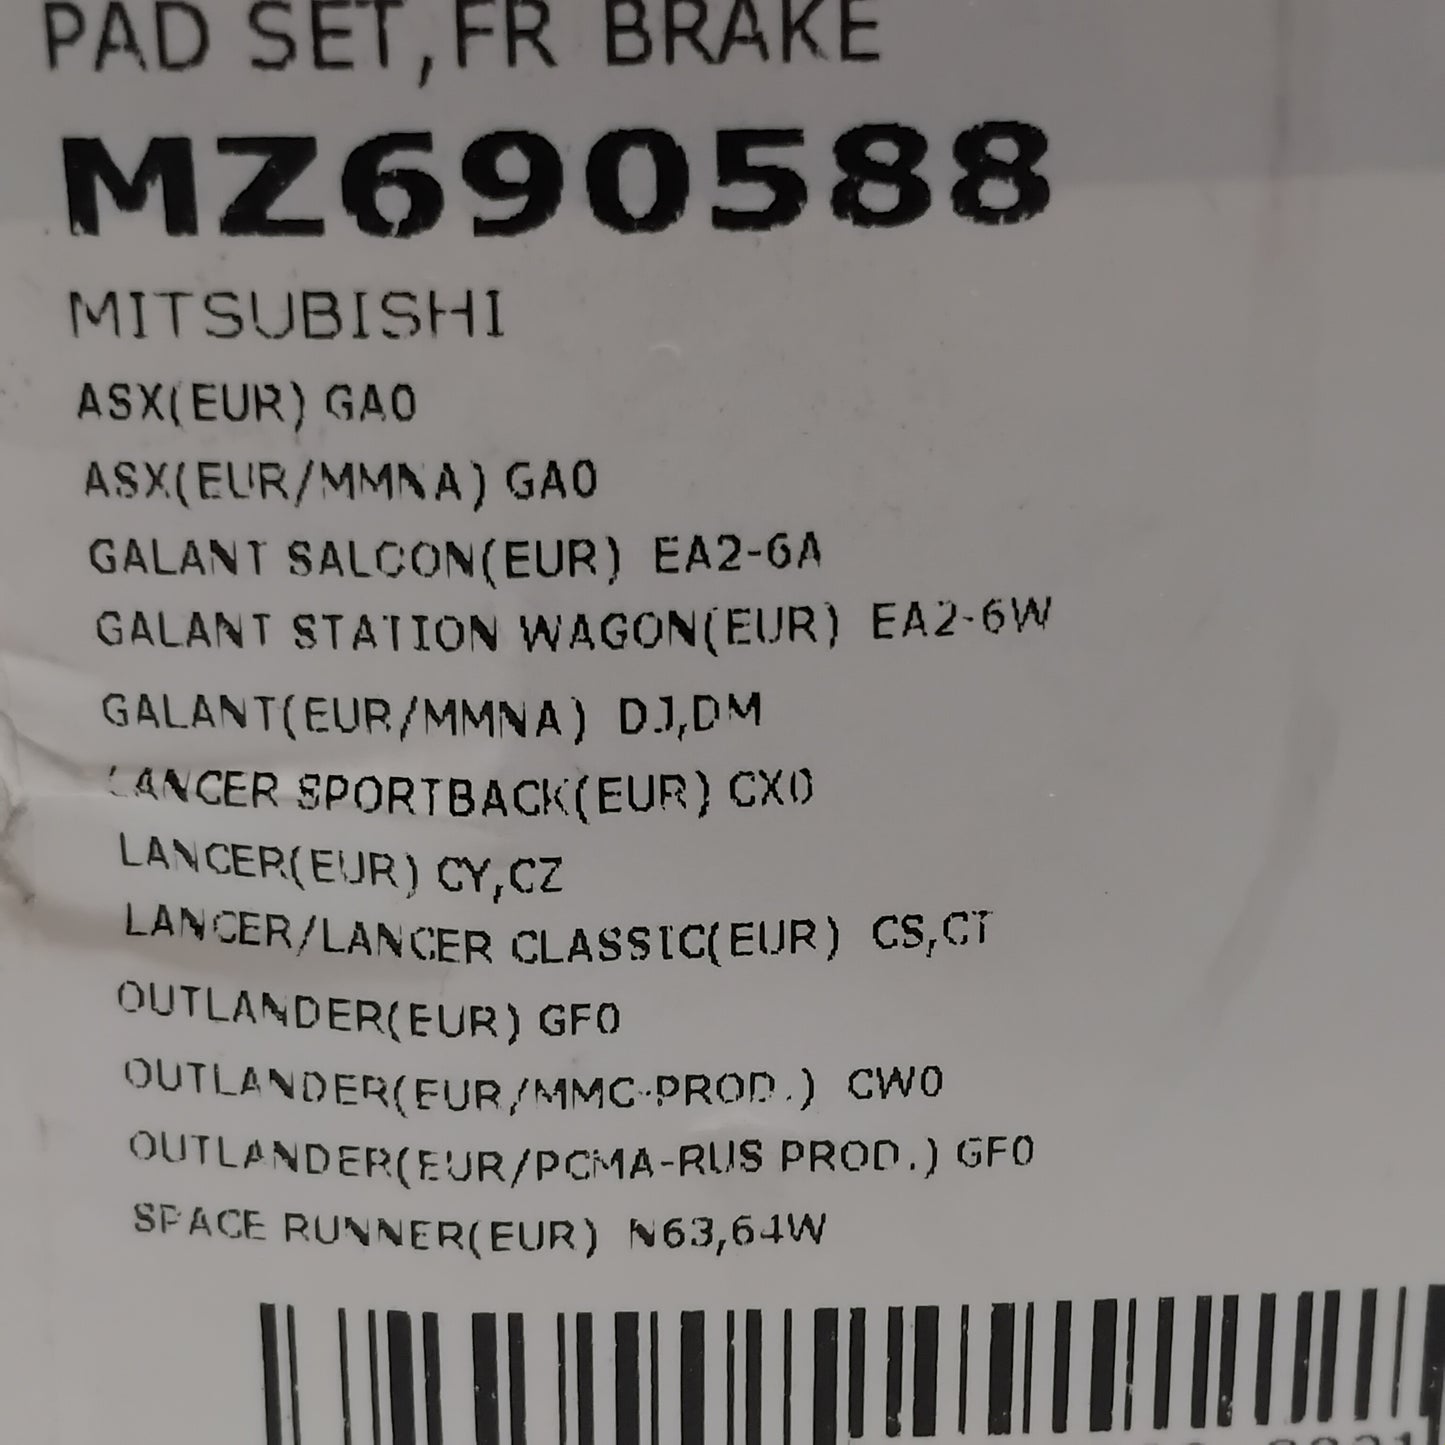 PAD SET,FR BRAKE
MZ690588
MITSUBISHI
ASX(EUR) GA0
ASX(EUR/MMNA) GA0
GALANT SALOON(EUR) EA2-6A
GALANT STATION WAGON(EUR) EA2-6W
GALANT(EUR/MMNA) DJ,DM
LANCER SPORTBACK(EUR) CX0
LANCER(EUR) CY,CZ
LANCER/LANCER CLASSIC(EUR) CS,CT
OUTLANDER(EUR) GF0
OUTLANDER(EUR/MMC-PROD.) CW0
OUTLANDER(EUR/PCMA-RUS PROD.) GF0
SPACE RUNNER(EUR) N63,64W